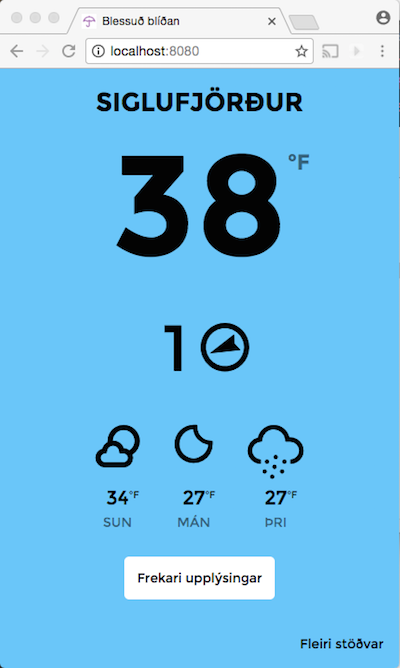 Blessuð blíðan
localhost:8080
SIGLUFJÖRÐUR
38 °F
1
34°F 27°F 27°F
SUN MÁN ÞRI
Frekari upplýsingar
Fleiri stöðvar